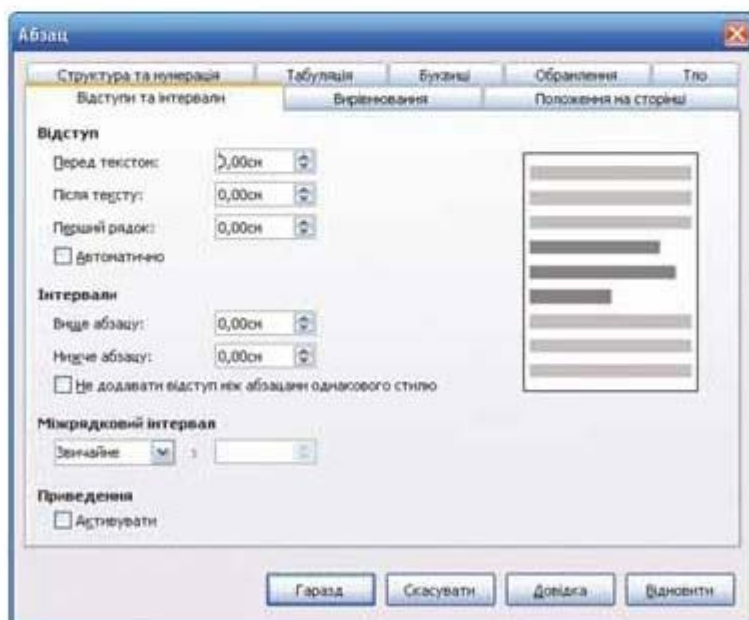 Абзац
Структура та нумерація Табуляція Буквиці Обрамлення Тло
Відступи та інтервали Вирівнювання Положення на сторінці
Відступ
Перед текстом: 0,00см
Після тексту: 0,00см
Перший рядок: 0,00см
Автоматично
Інтервали
Вище абзацу: 0,00см
Нижче абзацу: 0,00см
Не додавати відступ між абзацами однакового стилю
Міжрядковий інтервал
Звичайне з
Приведення
Активувати
Гаразд Скасувати Довідка Відновити